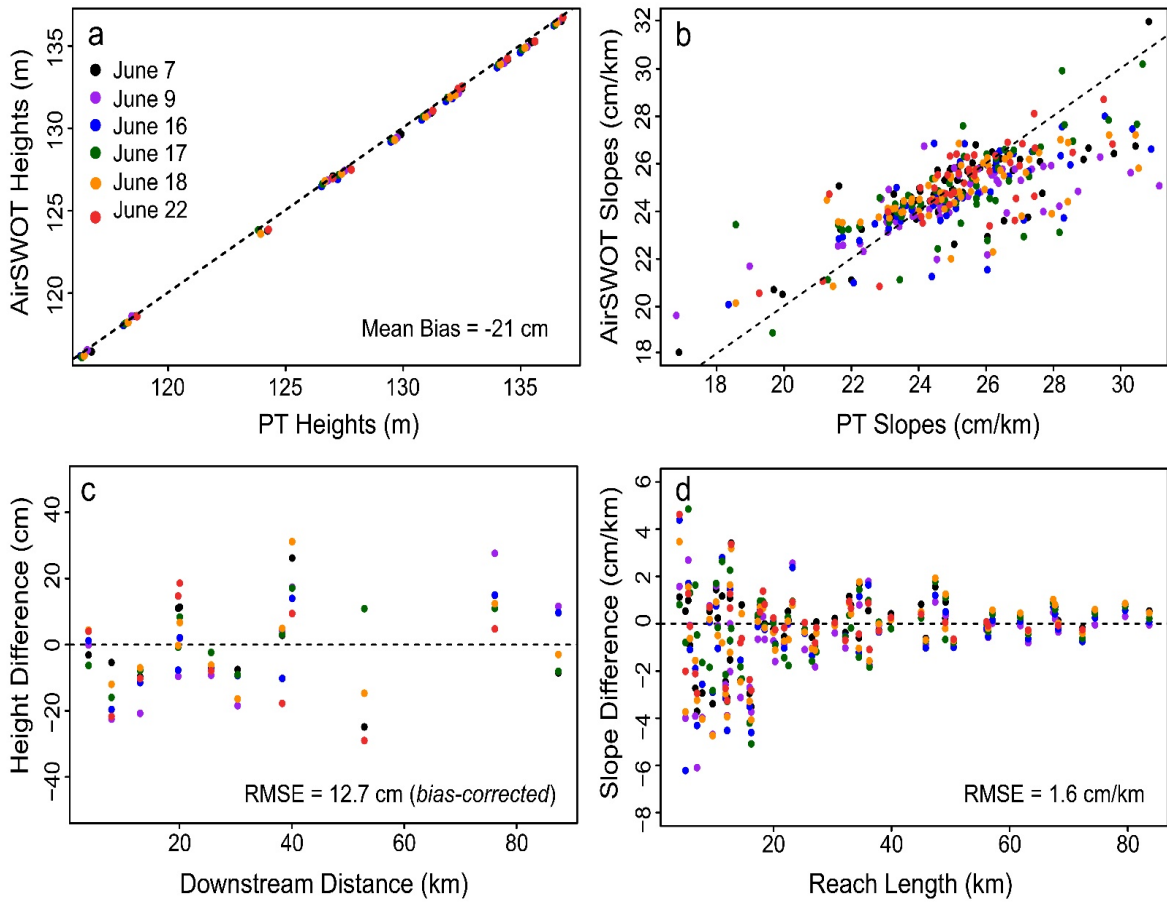 a
June 7
June 9
June 16
June 17
June 18
June 22
Mean Bias = -21 cm
AirSWOT Heights (m)
120
125
130
135
120
125
130
135
PT Heights (m)
b
AirSWOT Slopes (cm/km)
18
20
22
24
26
28
30
32
18
20
22
24
26
28
30
PT Slopes (cm/km)
c
Height Difference (cm)
−40
−20
0
20
40
RMSE = 12.7 cm (bias-corrected)
20
40
60
80
Downstream Distance (km)
d
Slope Difference (cm/km)
−8
−6
−4
−2
0
2
4
6
RMSE = 1.6 cm/km
20
40
60
80
Reach Length (km)